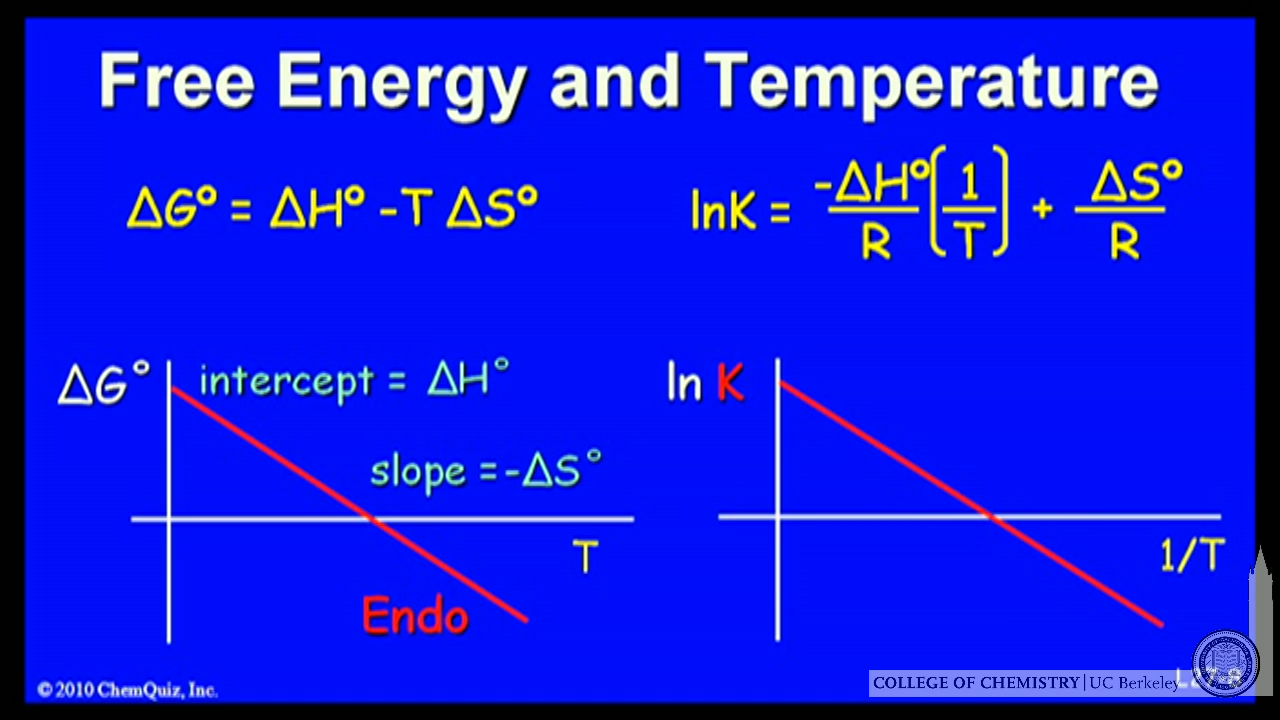 Free Energy and Temperature
ΔG° = ΔH° -T ΔS°
lnK = -ΔH°/R (1/T) + ΔS°/R
ΔG°
intercept = ΔH°
slope = -ΔS°
T
Endo
ln K
1/T
© 2010 ChemQuiz, Inc.
COLLEGE OF CHEMISTRY | UC Berkeley